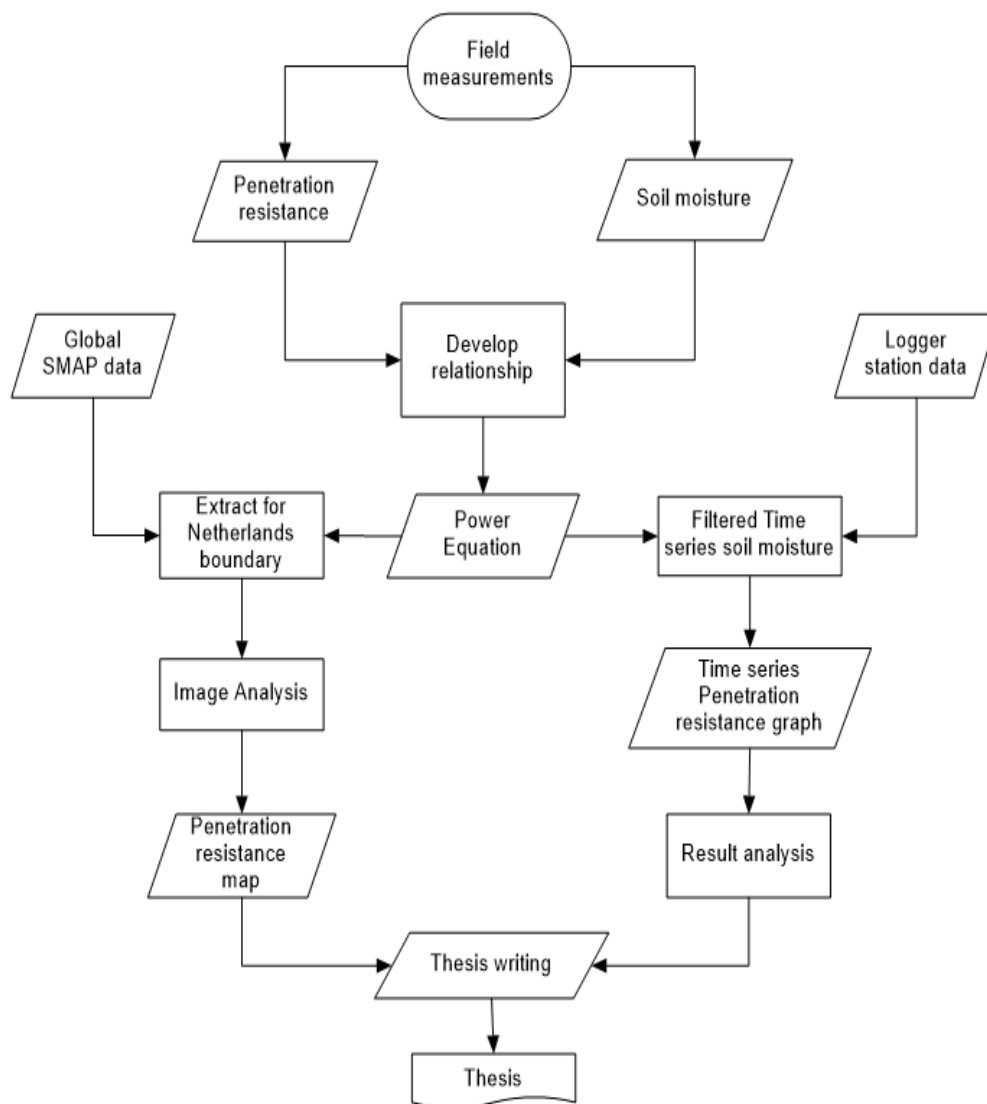 Field
measurements
Penetration
resistance
Soil moisture
Global
SMAP data
Develop
relationship
Logger
station data
Extract for
Netherlands
boundary
Power
Equation
Filtered Time
series soil moisture
Image Analysis
Time series
Penetration
resistance graph
Penetration
resistance
map
Result analysis
Thesis writing
Thesis